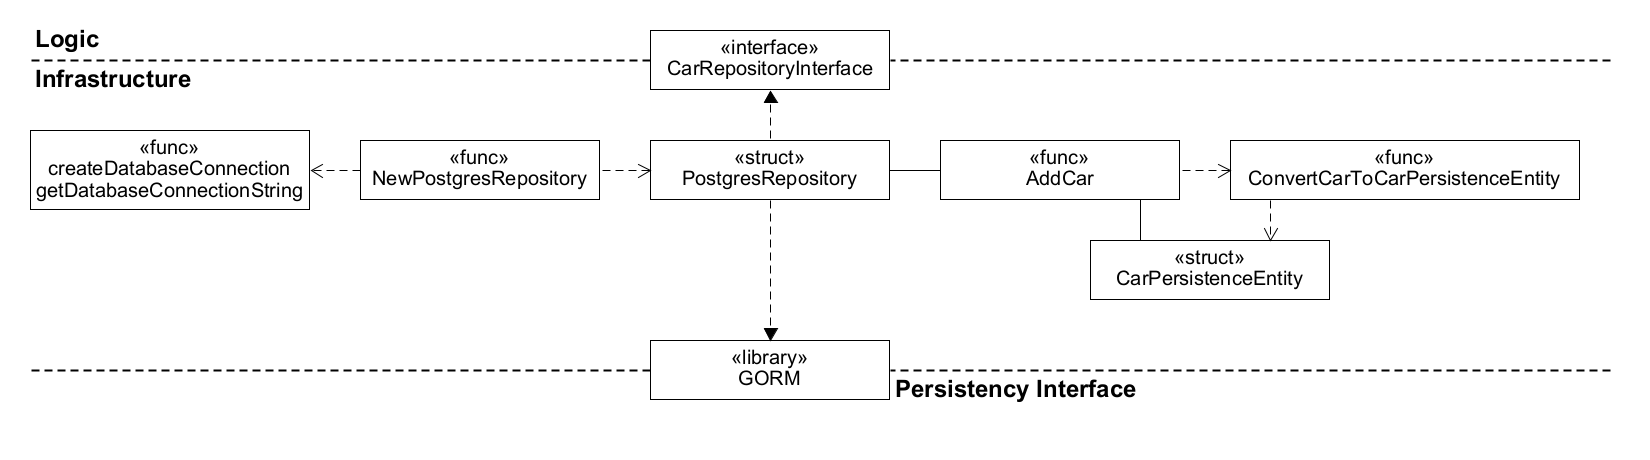 Logic
Infrastructure
«interface»
CarRepositoryInterface
«func»
createDatabaseConnection
getDatabaseConnectionString
«func»
NewPostgresRepository
«struct»
PostgresRepository
«func»
AddCar
«func»
ConvertCarToCarPersistenceEntity
«struct»
CarPersistenceEntity
«library»
GORM
Persistency Interface